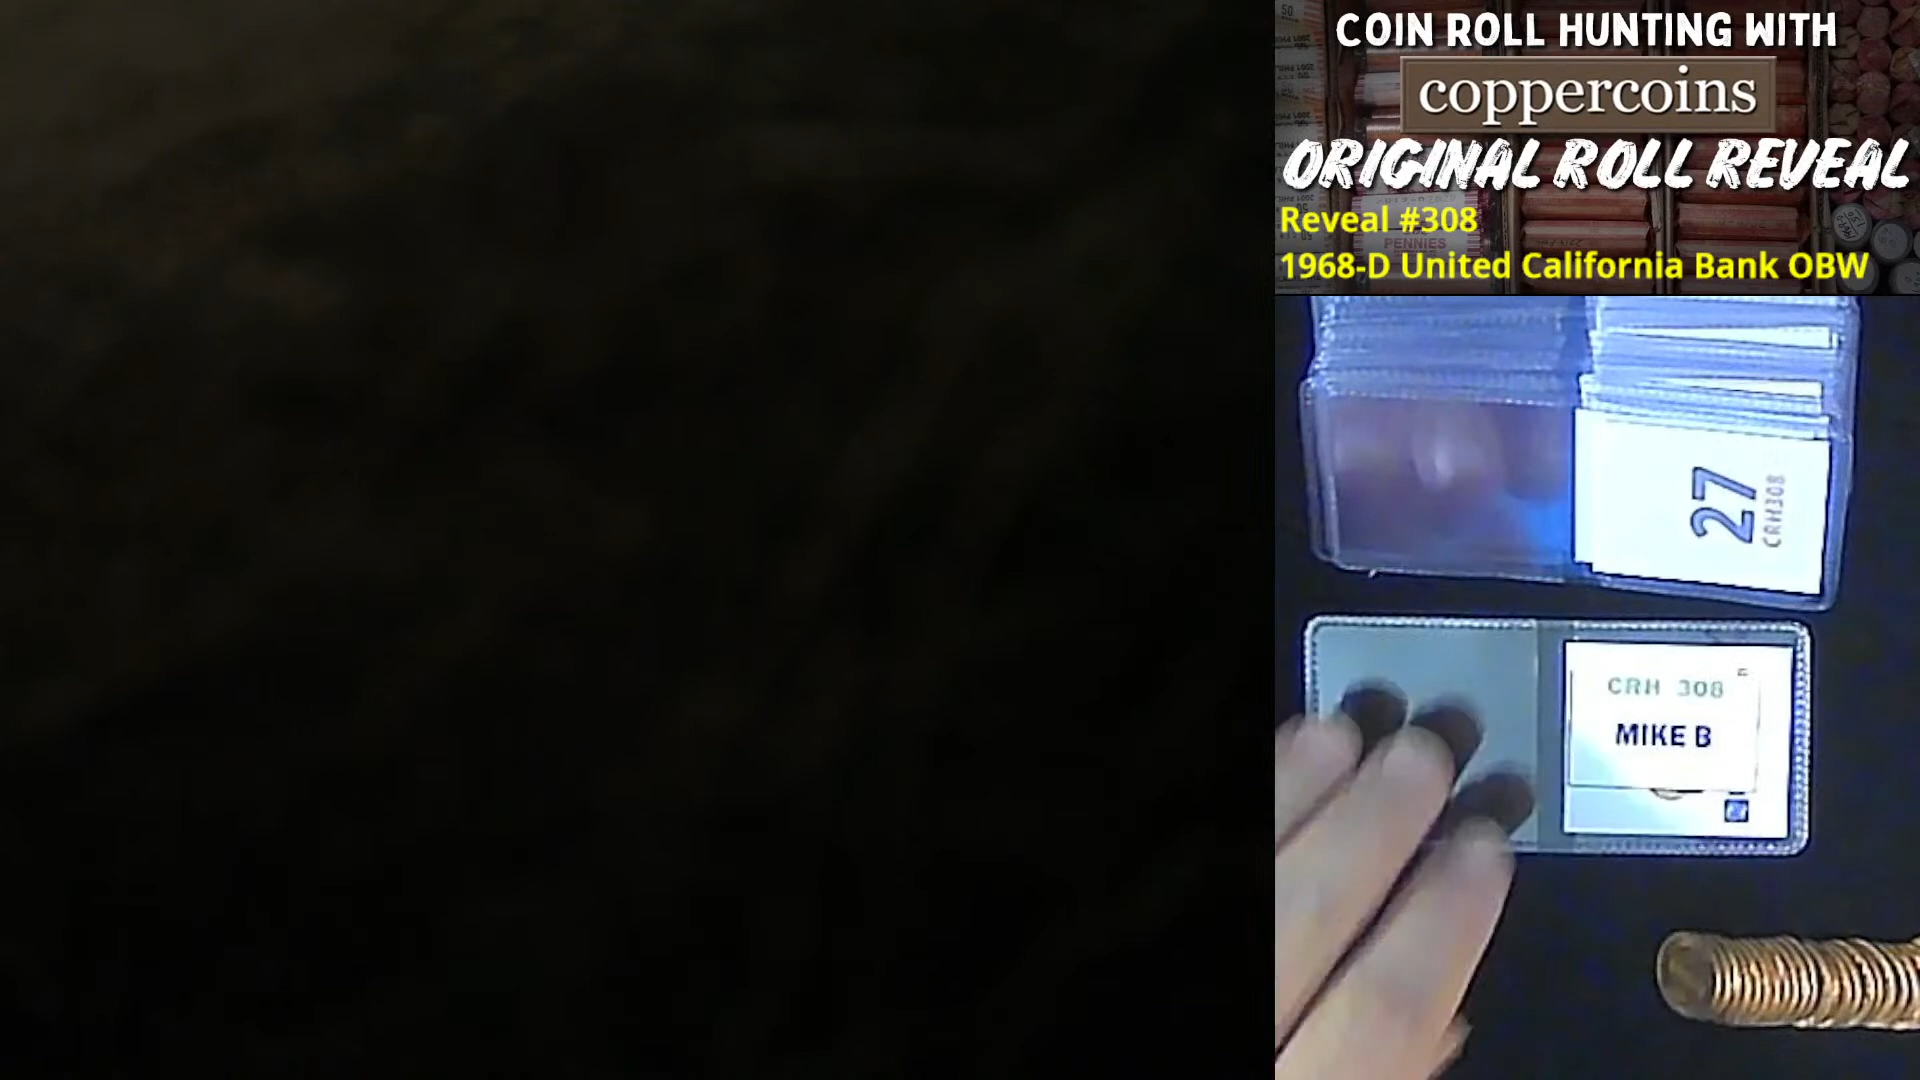 COIN ROLL HUNTING WITH
coppercoins
ORIGINAL ROLL REVEAL
Reveal #308
1968-D United California Bank OBW
PENNIES
27
CRH308
CRH 308
MIKE B